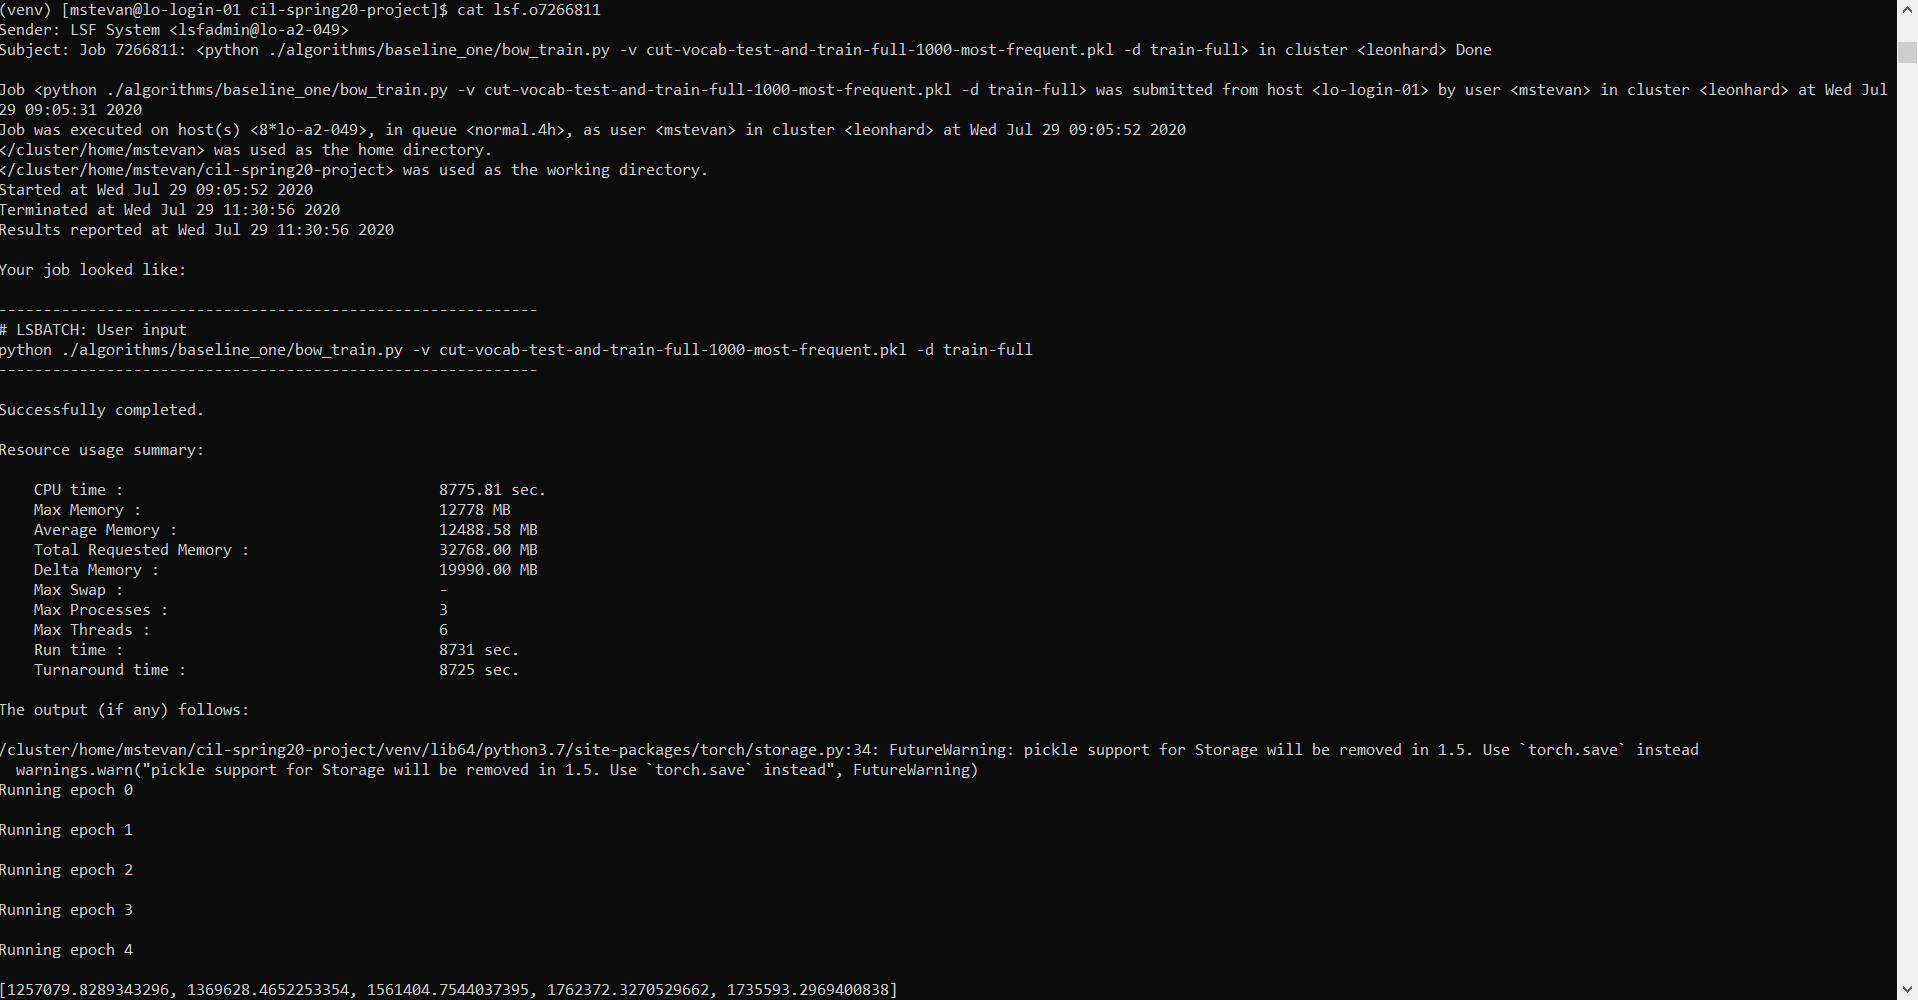 (venv) [mstevan@lo-login-01 cil-spring20-project]$ cat lsf.o7266811
Sender: LSF System <lsfadmin@lo-a2-049>
Subject: Job 7266811: <python ./algorithms/baseline_one/bow_train.py -v cut-vocab-test-and-train-full-1000-most-frequent.pkl -d train-full> in cluster <leonhard> Done
Job <python ./algorithms/baseline_one/bow_train.py -v cut-vocab-test-and-train-full-1000-most-frequent.pkl -d train-full> was submitted from host <lo-login-01> by user <mstevan> in cluster <leonhard> at Wed Jul
29 09:05:31 2020
Job was executed on host(s) <8*lo-a2-049>, in queue <normal.4h>, as user <mstevan> in cluster <leonhard> at Wed Jul 29 09:05:52 2020
</cluster/home/mstevan> was used as the home directory.
</cluster/home/mstevan/cil-spring20-project> was used as the working directory.
Started at Wed Jul 29 09:05:52 2020
Terminated at Wed Jul 29 11:30:56 2020
Results reported at Wed Jul 29 11:30:56 2020
Your job looked like:
------------------------------------------------------------
# LSBATCH: User input
python ./algorithms/baseline_one/bow_train.py -v cut-vocab-test-and-train-full-1000-most-frequent.pkl -d train-full
------------------------------------------------------------
Successfully completed.
Resource usage summary:
CPU time : 8775.81 sec.
Max Memory : 12778 MB
Average Memory : 12488.58 MB
Total Requested Memory : 32768.00 MB
Delta Memory : 19990.00 MB
Max Swap : -
Max Processes : 3
Max Threads : 6
Run time : 8731 sec.
Turnaround time : 8725 sec.
The output (if any) follows:
/cluster/home/mstevan/cil-spring20-project/venv/lib64/python3.7/site-packages/torch/storage.py:34: FutureWarning: pickle support for Storage will be removed in 1.5. Use `torch.save` instead
warnings.warn("pickle support for Storage will be removed in 1.5. Use `torch.save` instead", FutureWarning)
Running epoch 0
Running epoch 1
Running epoch 2
Running epoch 3
Running epoch 4
[1257079.8289343296, 1369628.4652253354, 1561404.7544037395, 1762372.3270529662, 1735593.2969400838]